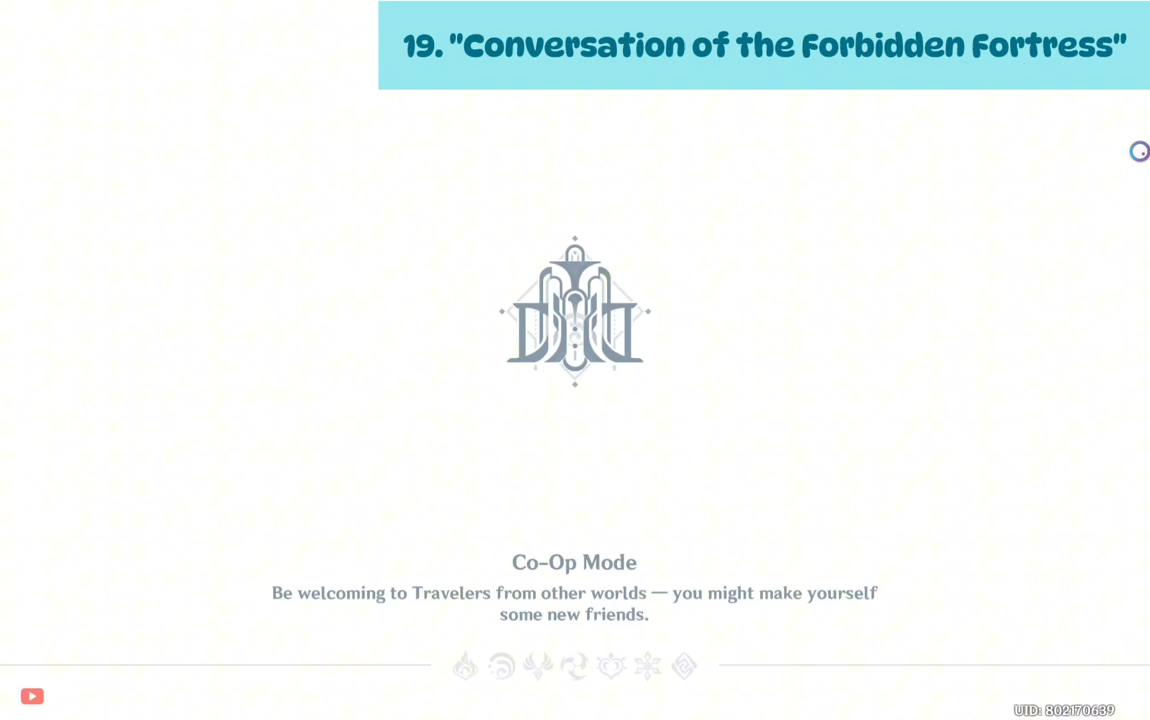 19. "Conversation of the Forbidden Fortress"
Co-Op Mode
Be welcoming to Travelers from other worlds — you might make yourself
some new friends.
UID: 802170639